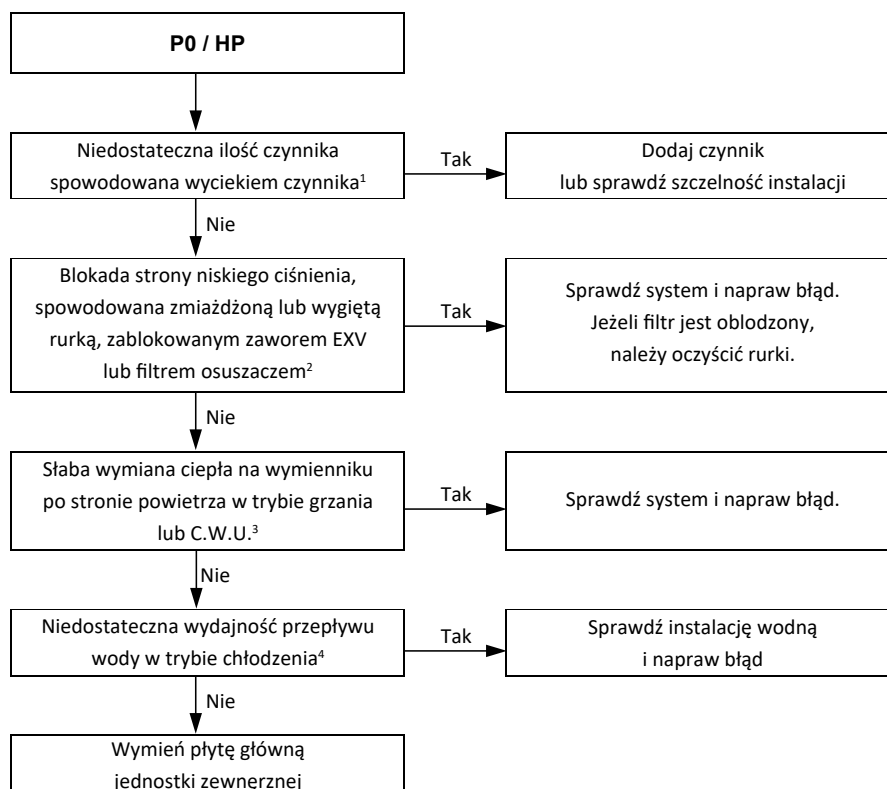 P0 / HP
Niedostateczna ilość czynnika
spowodowana wyciekiem czynnika¹
Tak
Dodaj czynnik
lub sprawdź szczelność instalacji
Nie
Blokada strony niskiego ciśnienia,
spowodowana zmiażdżoną lub wygiętą
rurką, zablokowanym zaworem EXV
lub filtrem osuszaczem²
Tak
Sprawdź system i napraw błąd.
Jeżeli filtr jest oblodzony,
należy oczyścić rurki.
Nie
Słaba wymiana ciepła na wymienniku
po stronie powietrza w trybie grzania
lub C.W.U.³
Tak
Sprawdź system i napraw błąd.
Nie
Niedostateczna wydajność przepływu
wody w trybie chłodzenia⁴
Tak
Sprawdź instalację wodną
i napraw błąd
Nie
Wymień płytę główną
jednostki zewnerznej